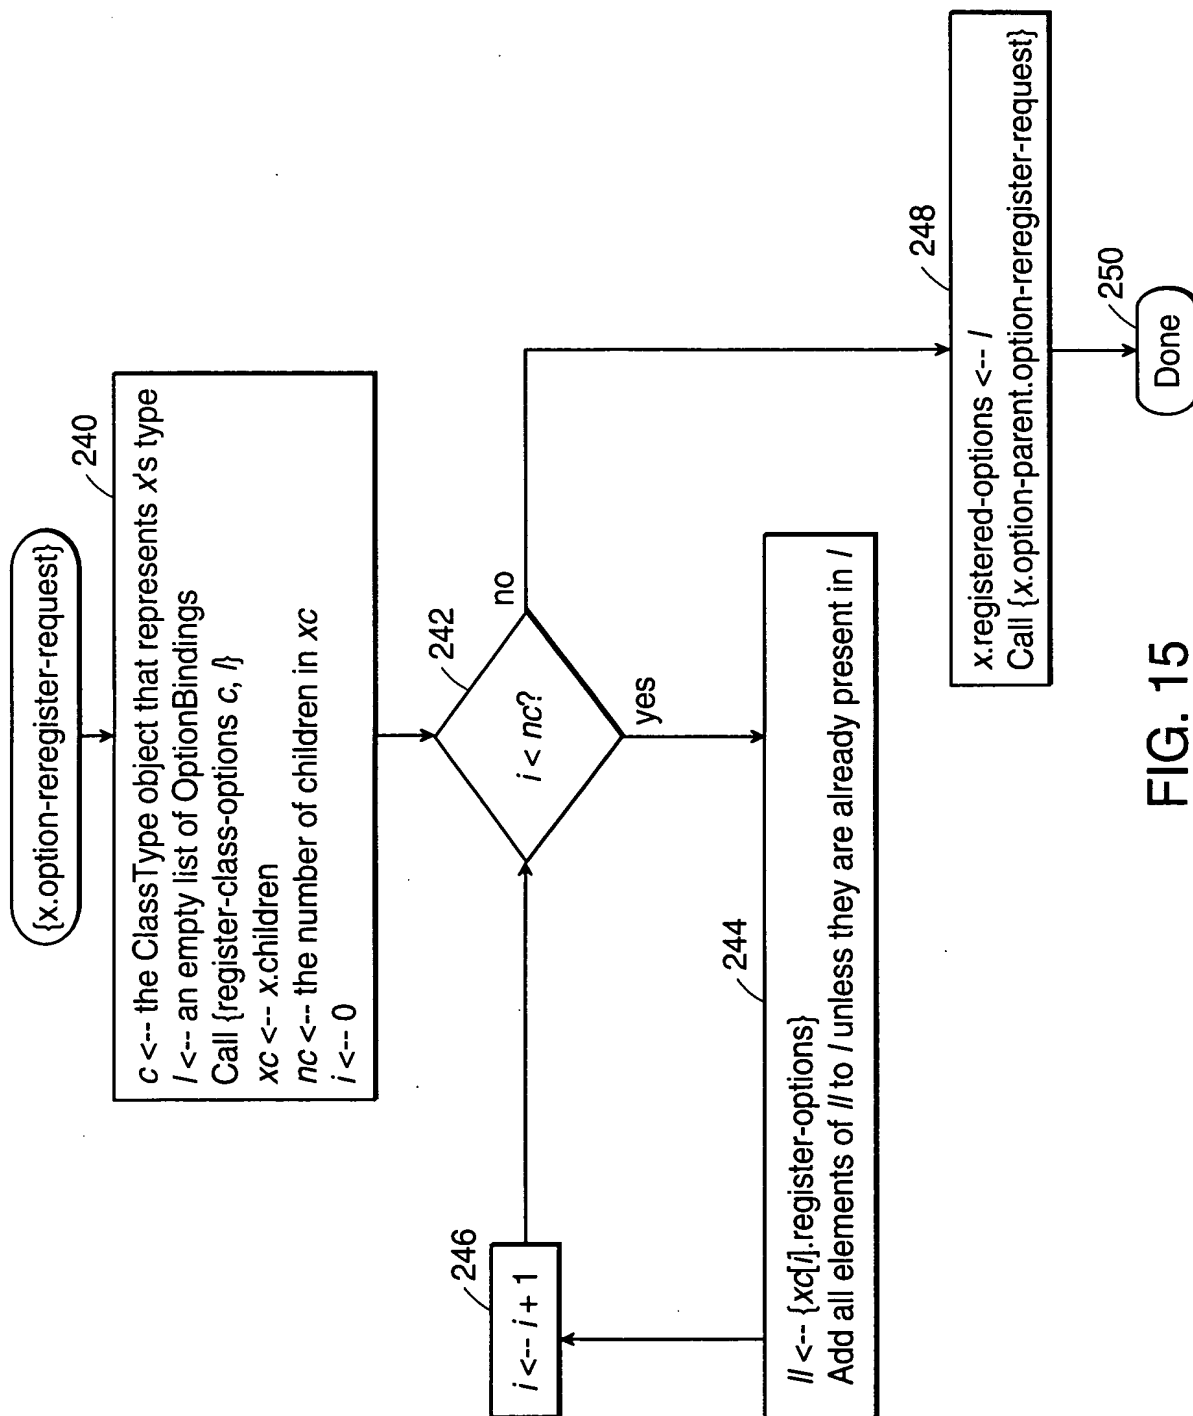 {x.option-reregister-request}
240
c <-- the ClassType object that represents x's type
l <-- an empty list of OptionBindings
Call {register-class-options c, l}
xc <-- x.children
nc <-- the number of children in xc
i <-- 0
242
i < nc?
no
yes
246
i <-- i + 1
244
ll <-- {xc[i].register-options}
Add all elements of ll to l unless they are already present in l
248
x.registered-options <-- l
Call {x.option-parent.option-reregister-request}
250
Done
FIG. 15